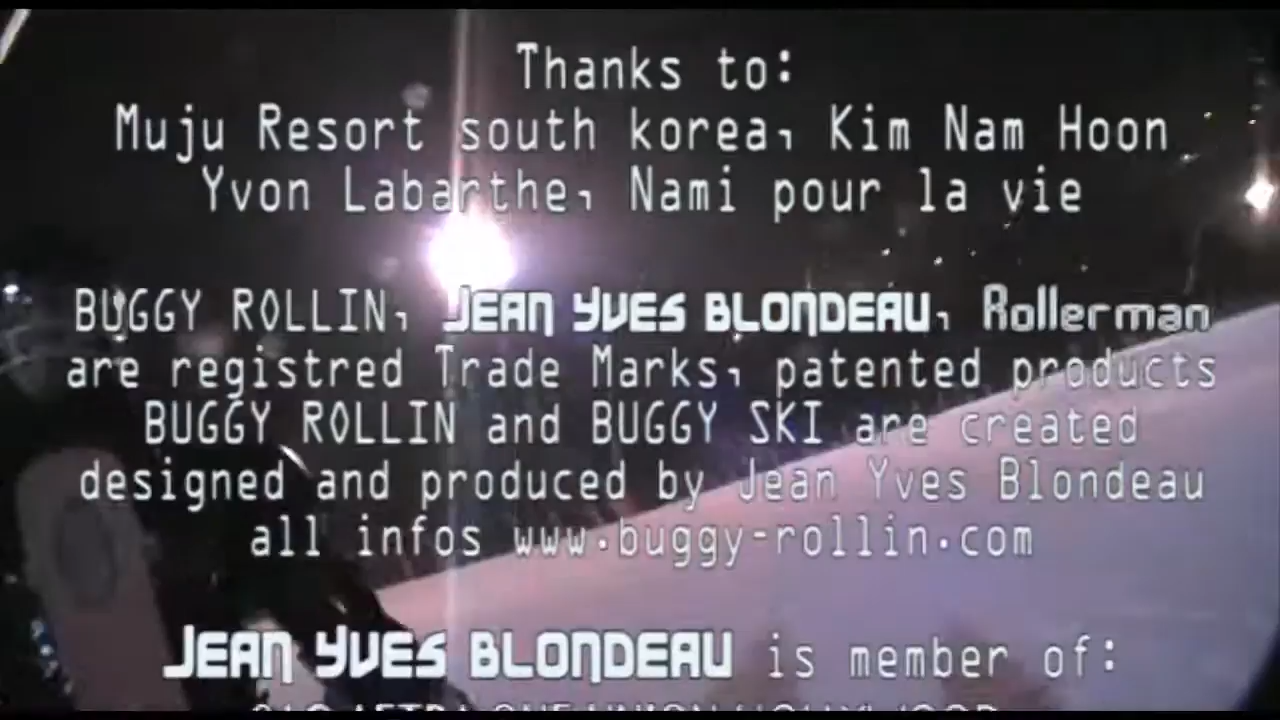 Thanks to:
Muju Resort south korea, Kim Nam Hoon
Yvon Labarthe, Nami pour la vie
BUGGY ROLLIN, JEAN YVES BLONDEAU, Rollerman
are registred Trade Marks, patented products
BUGGY ROLLIN and BUGGY SKI are created
designed and produced by Jean Yves Blondeau
all infos www.buggy-rollin.com
JEAN YVES BLONDEAU is member of: